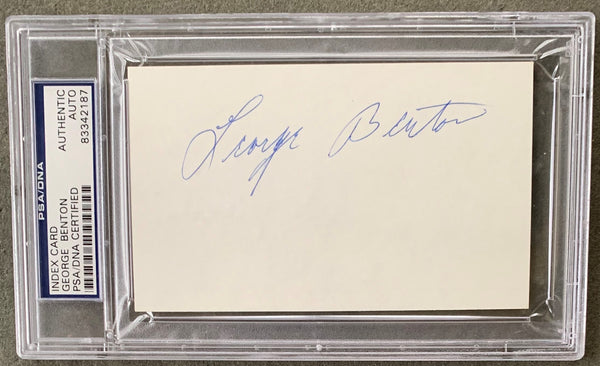 INDEX CARD
GEORGE BENTON
PSA/DNA CERTIFIED
AUTHENTIC
AUTO
83342187
PSA/DNA
George Benton